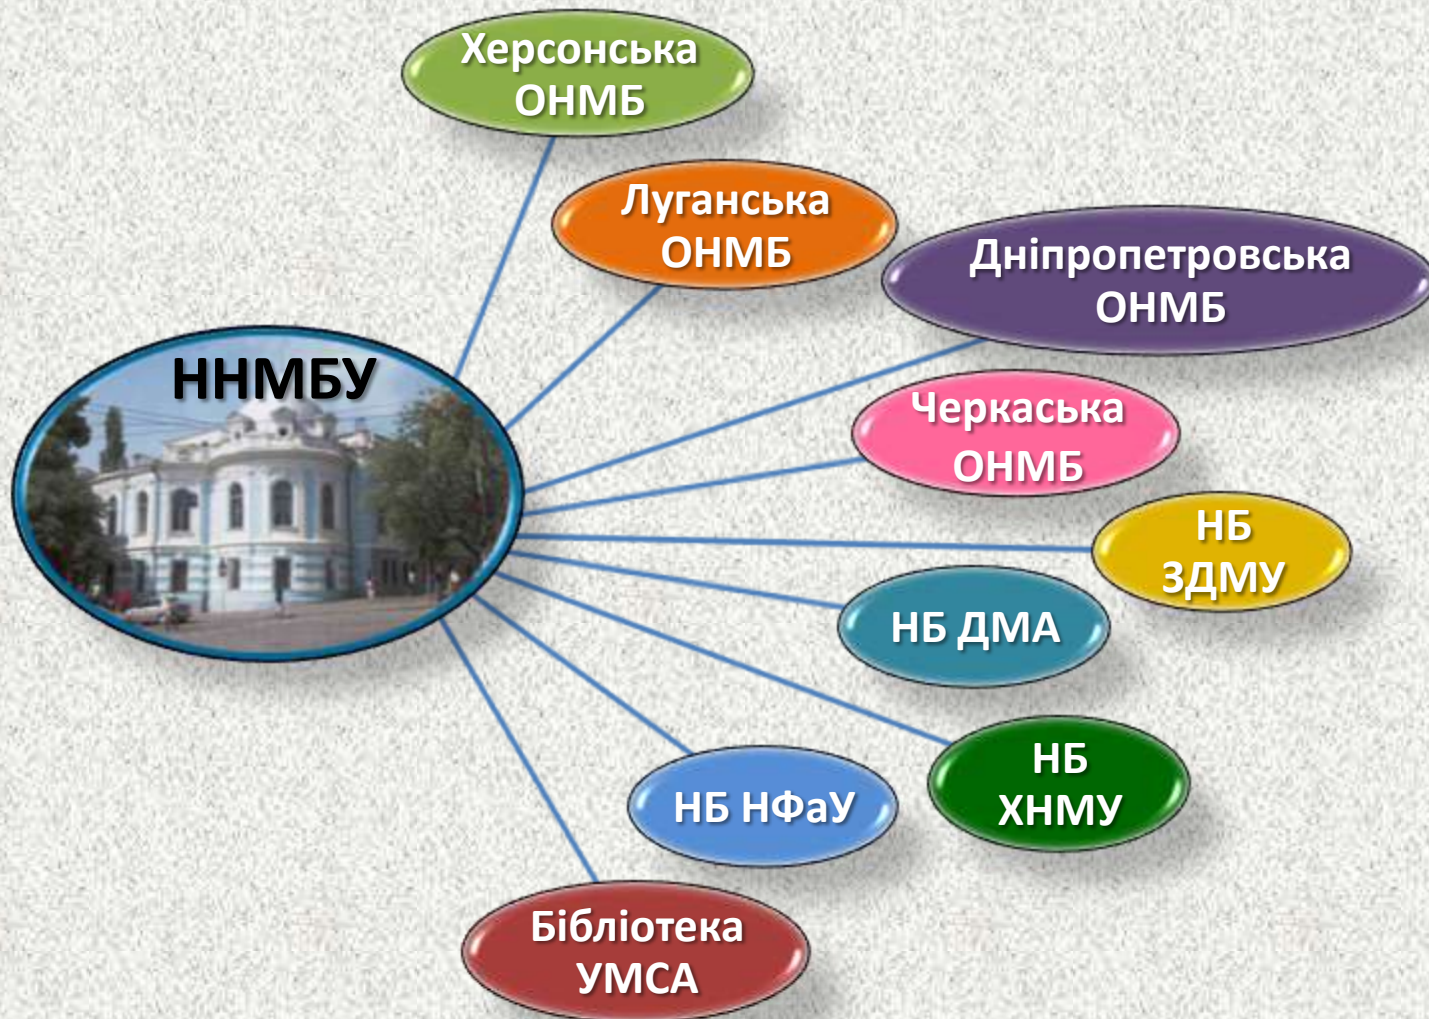 Херсонська
ОНМБ
Луганська
ОНМБ
Дніпропетровська
ОНМБ
ННМБУ
Черкаська
ОНМБ
НБ
ЗДМУ
НБ ДМА
НБ
ХНМУ
НБ НФаУ
Бібліотека
УМСА